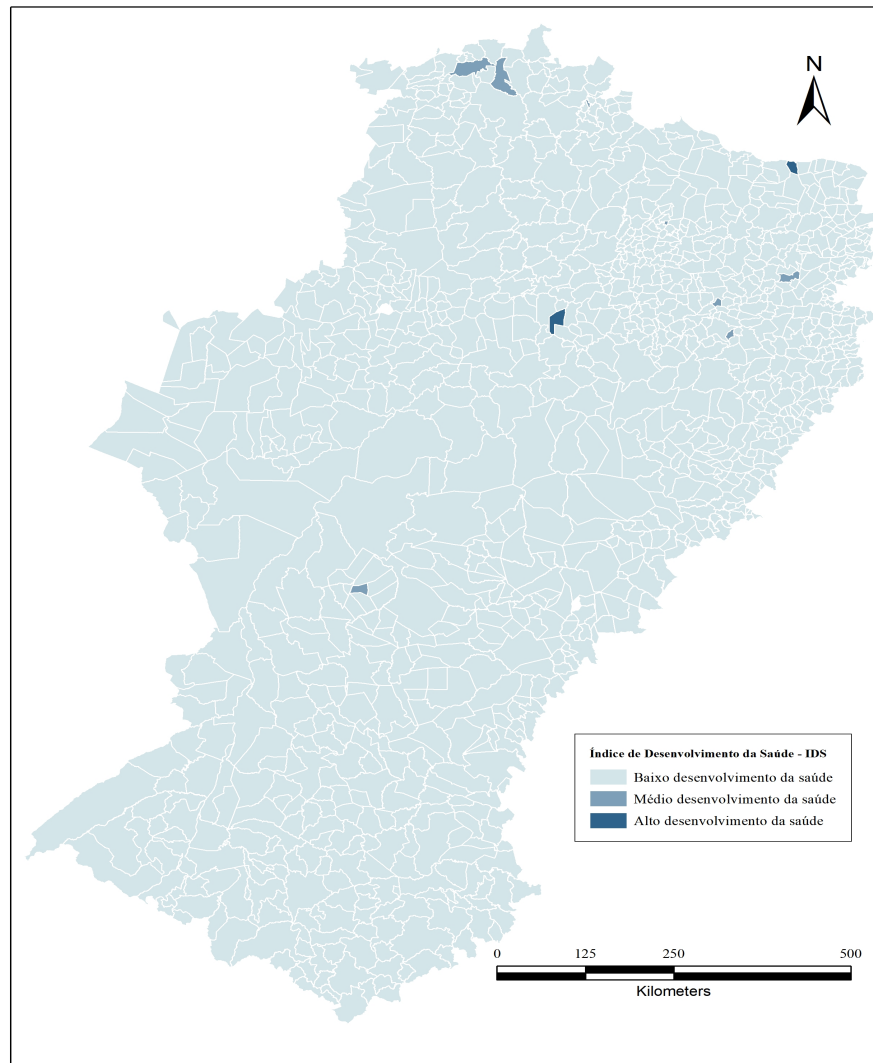 N
Índice de Desenvolvimento da Saúde - IDS
Baixo desenvolvimento da saúde
Médio desenvolvimento da saúde
Alto desenvolvimento da saúde
0 125 250 500
Kilometers